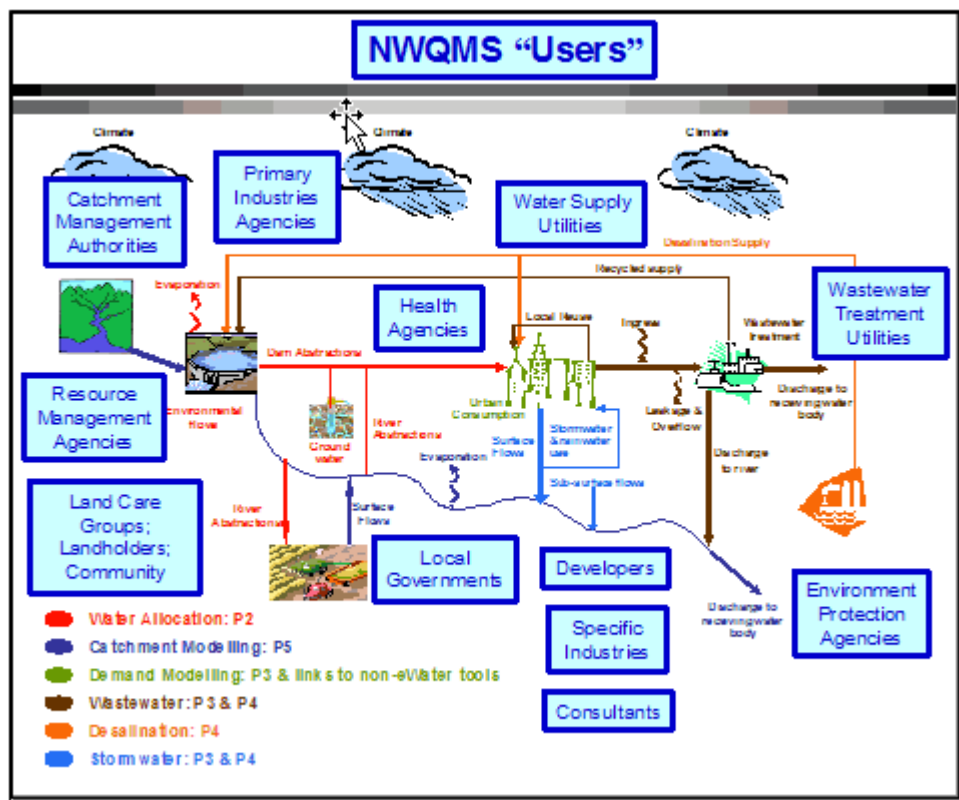 NWQMS “Users”
Climate
Climate
Climate
Catchment
Management
Authorities
Primary
Industries
Agencies
Water Supply
Utilities
Desalination Supply
Recycled supply
Evaporation
Health
Agencies
Local Reuse
Ingress
Wastewater
treatment
Wastewater
Treatment
Utilities
Dam Abstractions
Resource
Management
Agencies
Environmental
flows
Ground
water
River
Abstractions
Urban
Consumption
Surface
Flows
Stormwater
& rainwater
use
Leakage &
Overflow
Discharge to
receiving water
body
Evaporation
Sub-surface flows
Discharge
to river
Land Care
Groups;
Landholders;
Community
River
Abstractions
Surface
Flows
Local
Governments
Developers
Specific
Industries
Consultants
Discharge to
receiving water
body
Environment
Protection
Agencies
Water Allocation: P2
Catchment Modelling: P5
Demand Modelling: P3 & links to non-eWater tools
Wastewater: P3 & P4
Desalination: P4
Stormwater: P3 & P4